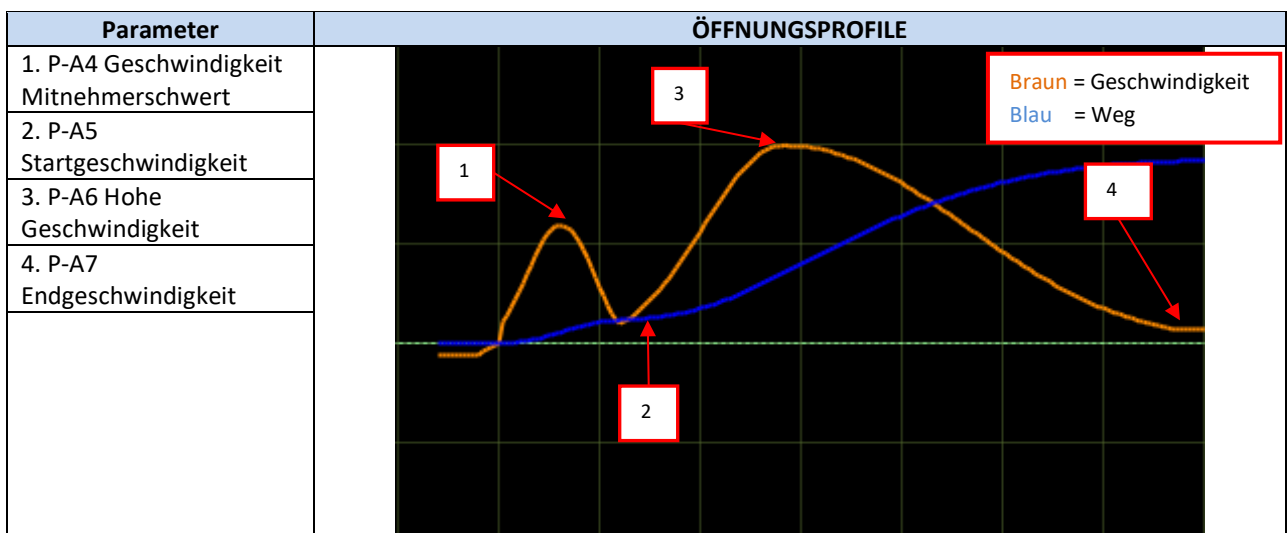 Parameter
ÖFFNUNGSPROFILE
1. P-A4 Geschwindigkeit
Mitnehmerschwert
2. P-A5
Startgeschwindigkeit
3. P-A6 Hohe
Geschwindigkeit
4. P-A7
Endgeschwindigkeit
Braun = Geschwindigkeit
Blau = Weg
3
1
4
2